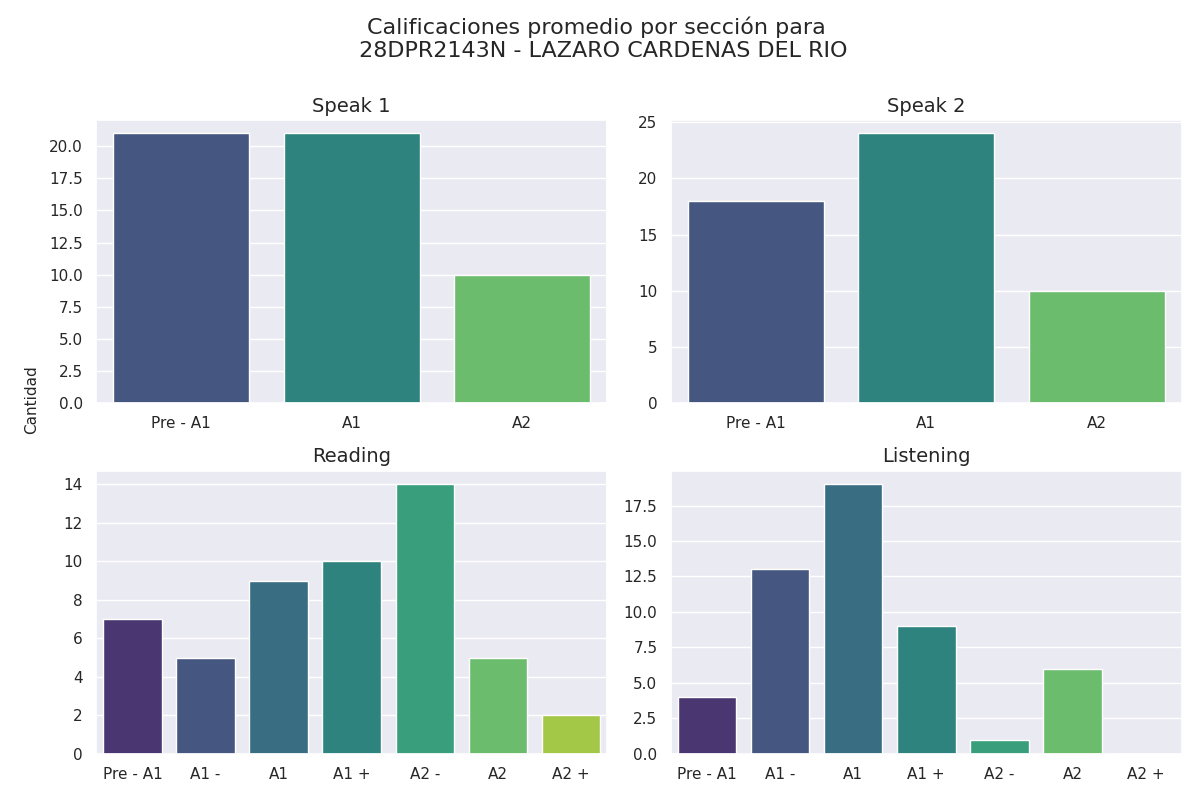 Calificaciones promedio por sección para
28DPR2143N - LAZARO CARDENAS DEL RIO
Cantidad
Speak 1
20.0
17.5
15.0
12.5
10.0
7.5
5.0
2.5
0.0
Pre - A1 A1 A2
Speak 2
25
20
15
10
5
0
Pre - A1 A1 A2
Reading
14
12
10
8
6
4
2
0
Pre - A1 A1 - A1 A1 + A2 - A2 A2 +
Listening
17.5
15.0
12.5
10.0
7.5
5.0
2.5
0.0
Pre - A1 A1 - A1 A1 + A2 - A2 A2 +